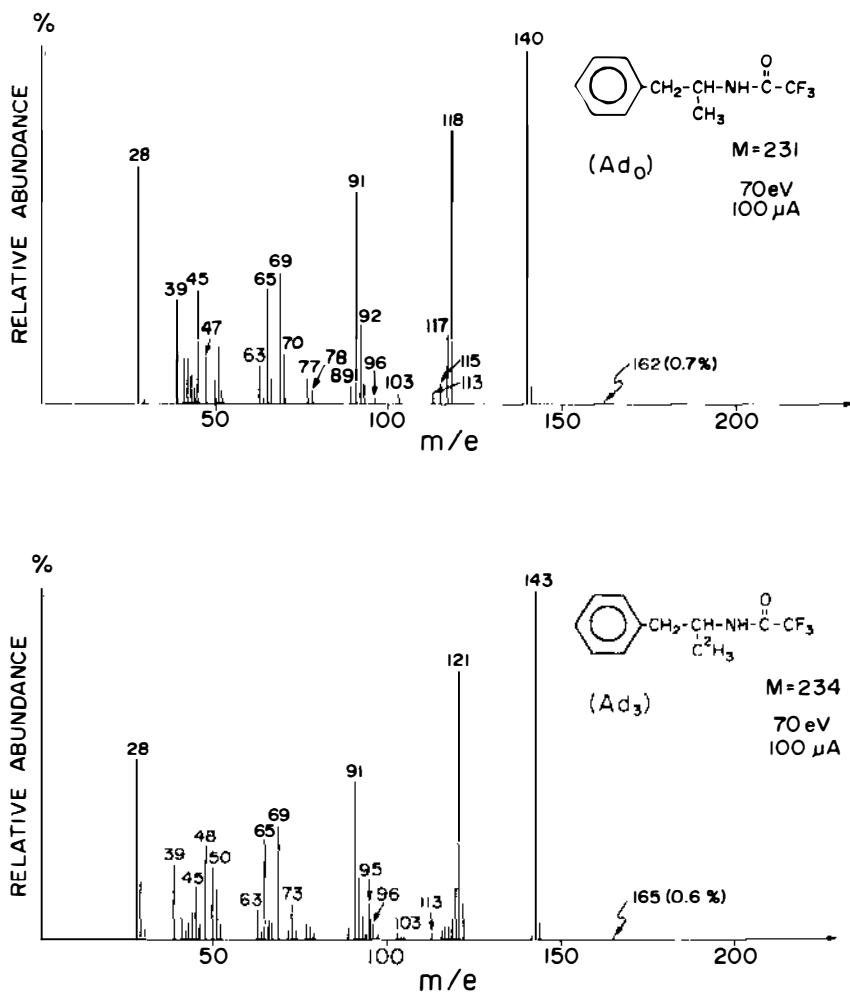 %
RELATIVE ABUNDANCE
140
118
28
91
69
65
45
39
92
47
70
63
77
78
89
96
103
117
115
113
162 (0.7%)
50
100
150
200
m/e
O
CH2-CH-NH-C-CF3
CH3
(Ad0)
M=231
70eV
100 μA
%
RELATIVE ABUNDANCE
143
121
28
91
69
65
48
50
39
45
95
96
63
73
103
113
165 (0.6 %)
50
100
150
200
m/e
O
CH2-CH-NH-C-CF3
C2H3
(Ad3)
M=234
70 eV
100 μA